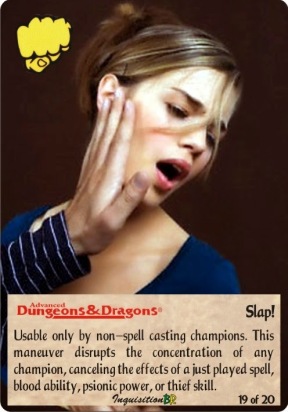 Advanced
Dungeons&Dragons®
Slap!
Usable only by non-spell casting champions. This
maneuver disrupts the concentration of any
champion, canceling the effects of a just played spell,
blood ability, psionic power, or thief skill.
InquisitionBR
19 of 20